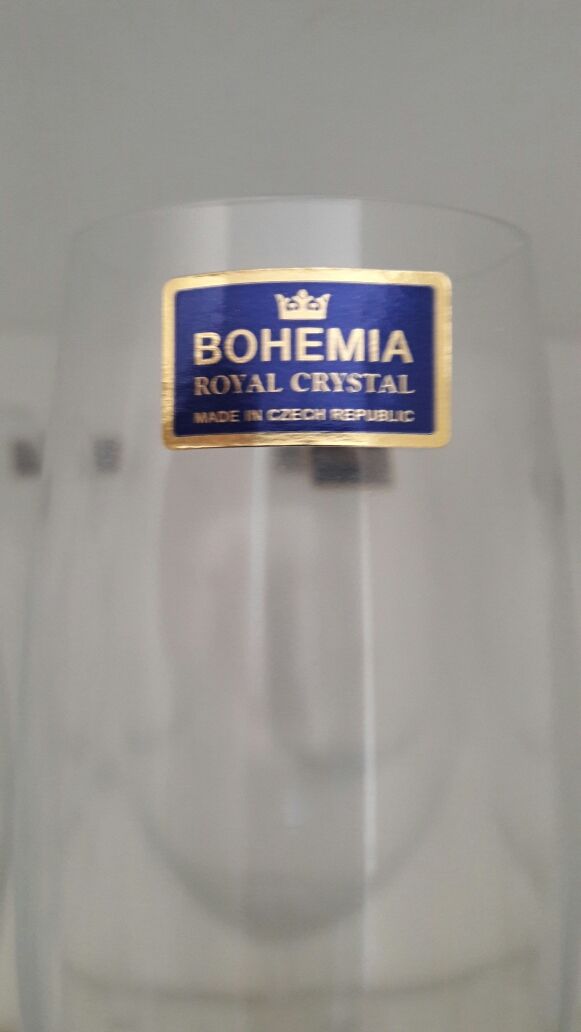 BOHEMIA
ROYAL CRYSTAL
MADE IN CZECH REPUBLIC